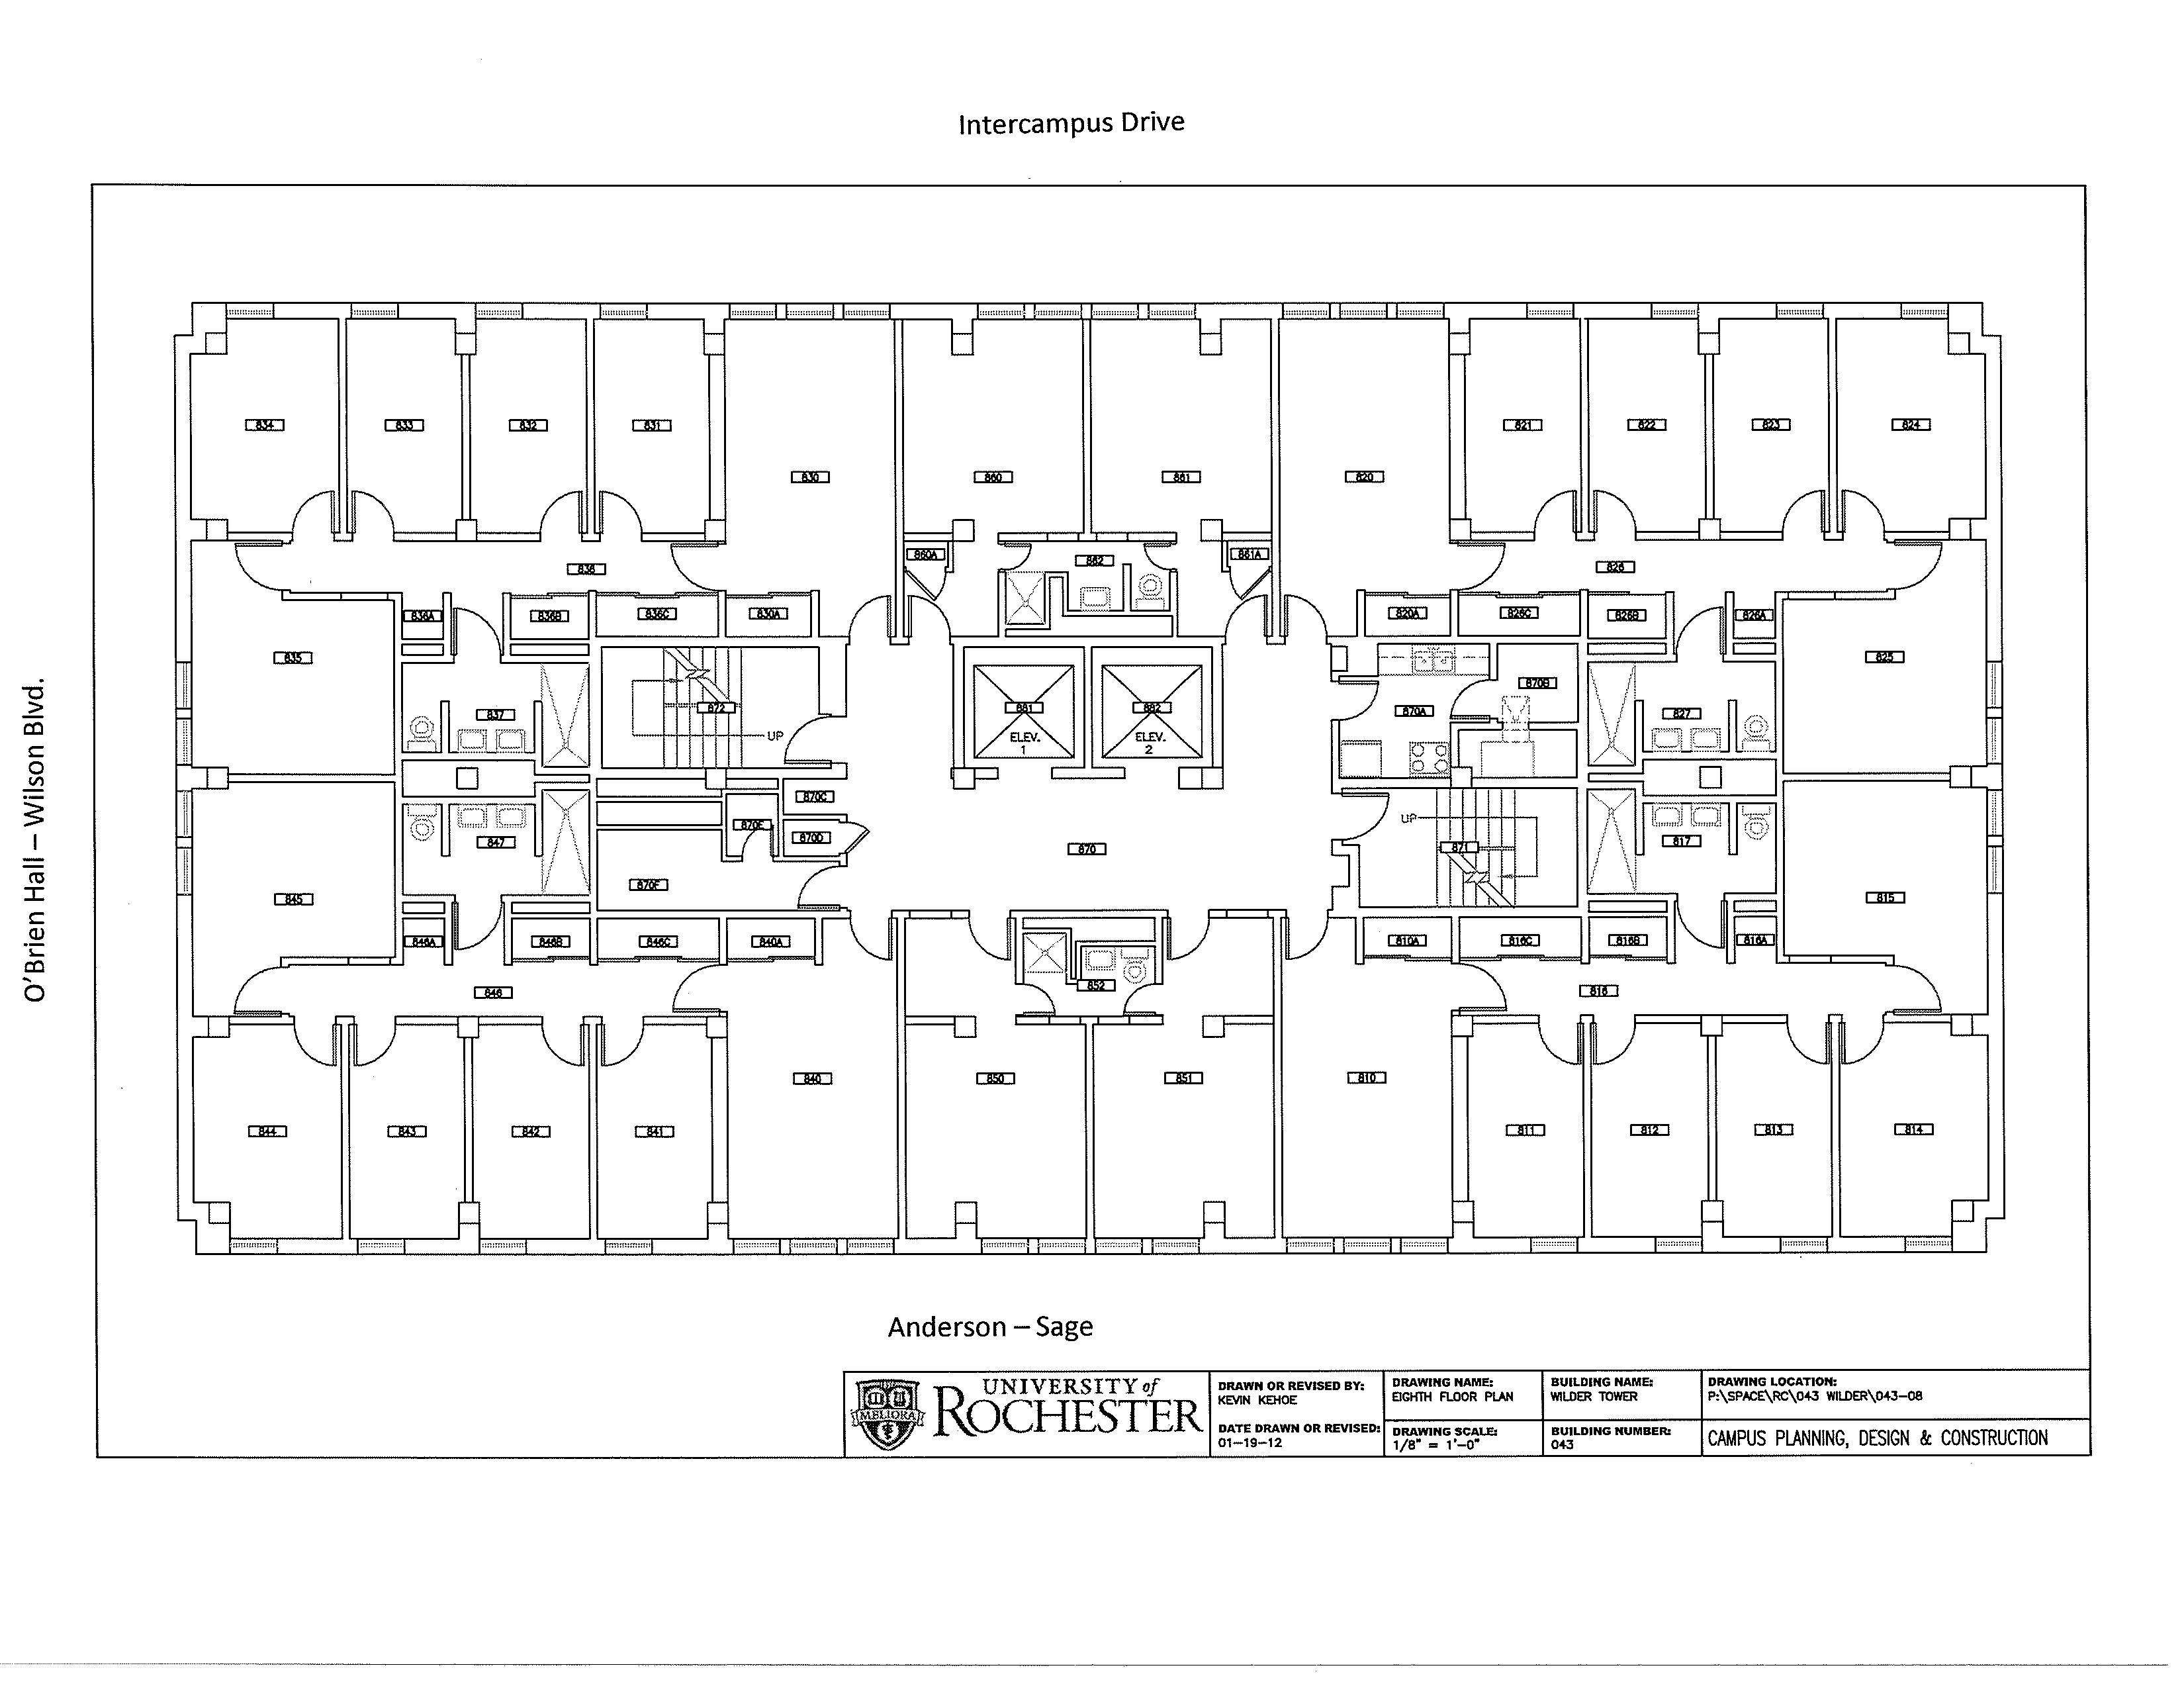 Intercampus Drive
834
833
832
831
830
860
861
820
821
822
823
824
836
860A
862
861A
826
836A
836B
836C
830A
820A
826C
826B
826A
835
825
837
872
UP
881
ELEV.
1
882
ELEV.
2
870A
870B
827
O'Brien Hall – Wilson Blvd.
870C
870E
870D
847
870
UP
871
817
870F
845
815
846A
846B
846C
840A
810A
816C
816B
816A
846
852
816
844
843
842
841
840
850
851
810
811
812
813
814
Anderson – Sage
MELIORA
UNIVERSITY of
ROCHESTER
DRAWN OR REVISED BY:
KEVIN KEHOE
DATE DRAWN OR REVISED:
01-19-12
DRAWING NAME:
EIGHTH FLOOR PLAN
DRAWING SCALE:
1/8" = 1'-0"
BUILDING NAME:
WILDER TOWER
BUILDING NUMBER:
043
DRAWING LOCATION:
P:\SPACE\RC\043 WILDER\043-08
CAMPUS PLANNING, DESIGN & CONSTRUCTION